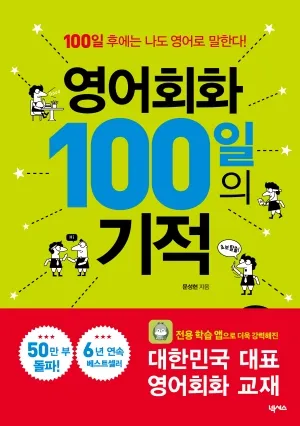 100일 후에는 나도 영어로 말한다!
영어회화
100일의
기적
문성현 지음
50만 부
돌파!
6년 연속
베스트셀러
전용 학습 앱으로 더욱 강력해진
대한민국 대표
영어회화 교재
넥서스